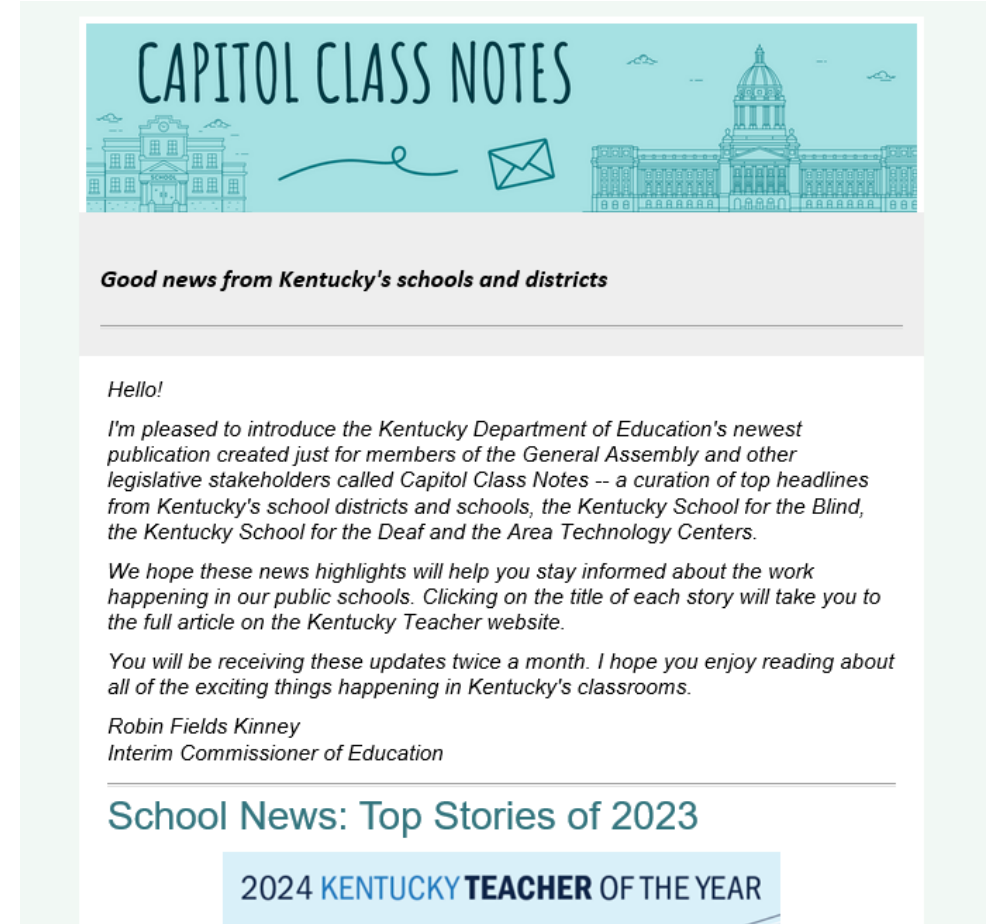 CAPITOL CLASS NOTES
SCHOOL
Good news from Kentucky's schools and districts
Hello!
I'm pleased to introduce the Kentucky Department of Education's newest
publication created just for members of the General Assembly and other
legislative stakeholders called Capitol Class Notes -- a curation of top headlines
from Kentucky's school districts and schools, the Kentucky School for the Blind,
the Kentucky School for the Deaf and the Area Technology Centers.
We hope these news highlights will help you stay informed about the work
happening in our public schools. Clicking on the title of each story will take you to
the full article on the Kentucky Teacher website.
You will be receiving these updates twice a month. I hope you enjoy reading about
all of the exciting things happening in Kentucky's classrooms.
Robin Fields Kinney
Interim Commissioner of Education
School News: Top Stories of 2023
2024 KENTUCKY TEACHER OF THE YEAR